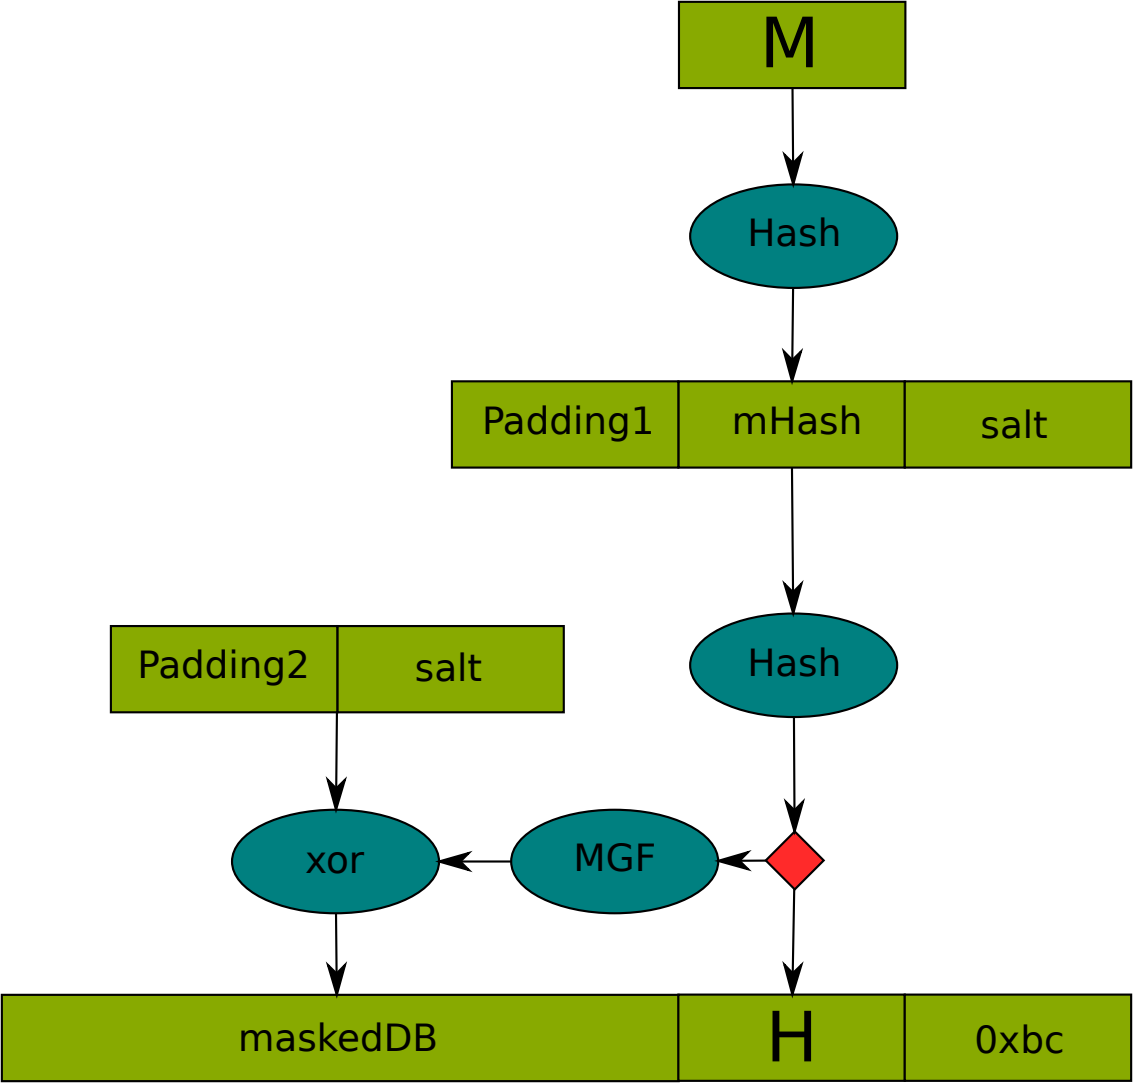 M
Hash
Padding1 mHash salt
Hash
Padding2 salt
xor MGF
maskedDB H 0xbc